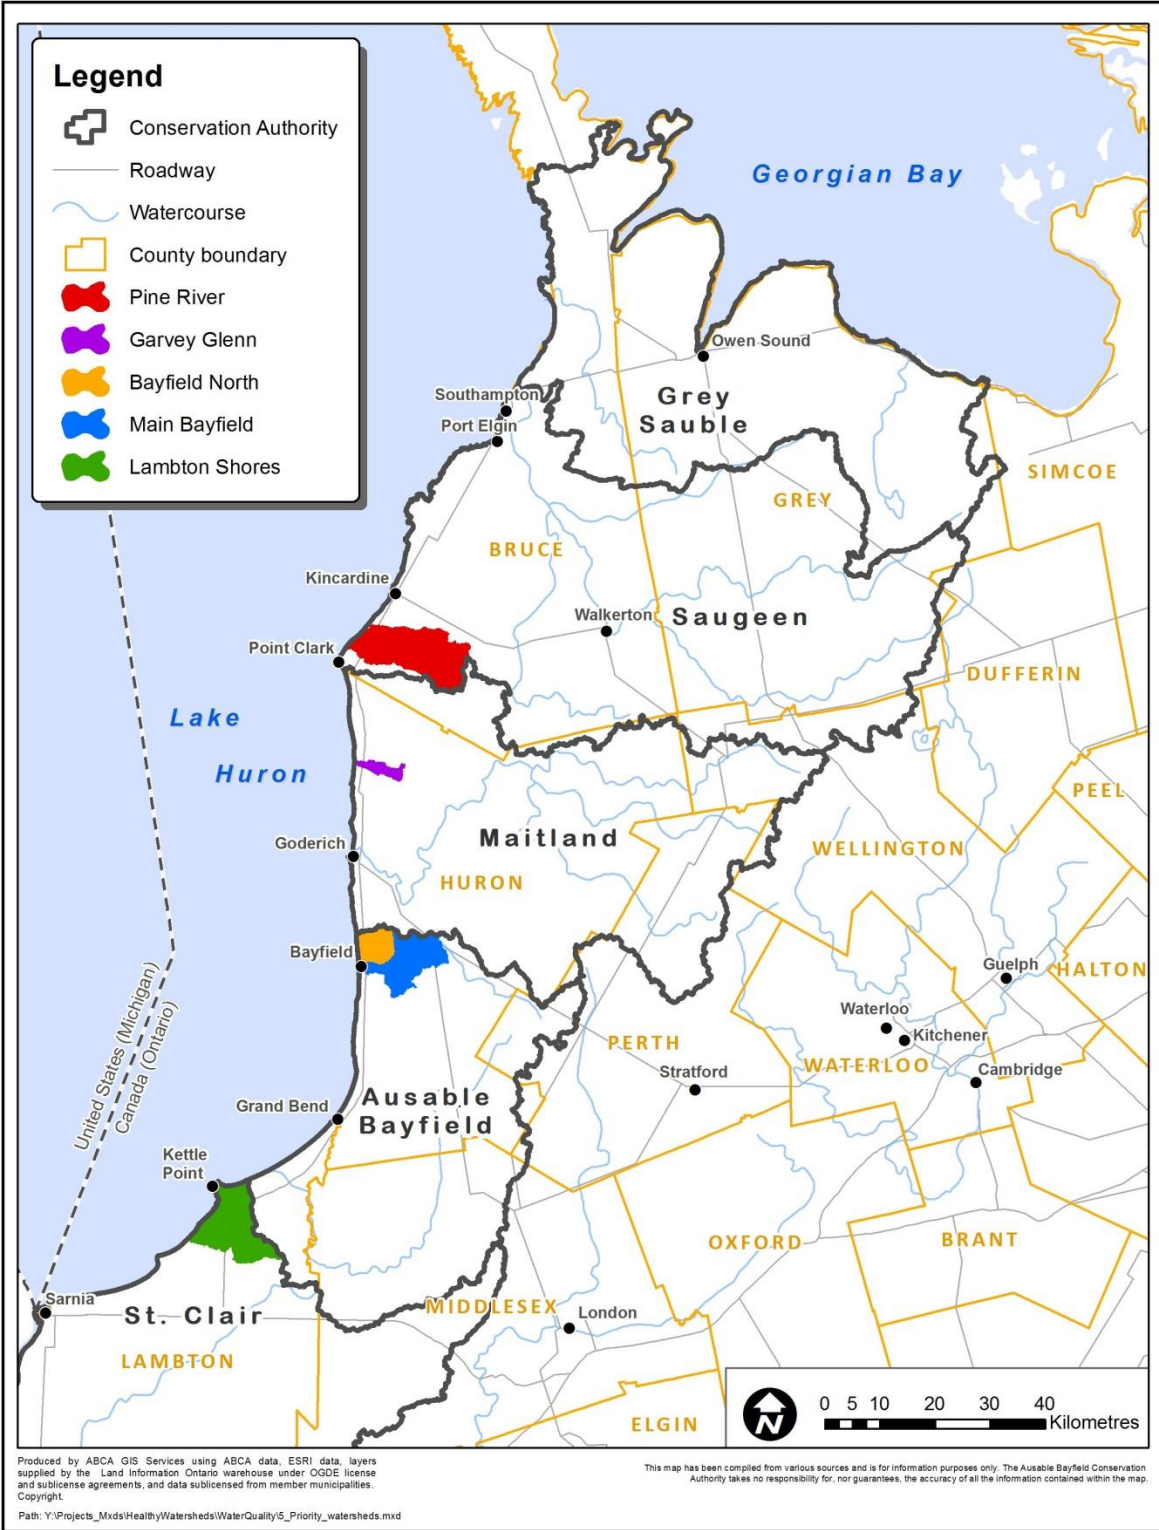 Legend
Conservation Authority
Roadway
Watercourse
County boundary
Pine River
Garvey Glenn
Bayfield North
Main Bayfield
Lambton Shores
Georgian Bay
Owen Sound
Grey
Sauble
Southampton
Port Elgin
SIMCOE
GREY
BRUCE
Kincardine
Walkerton
Saugeen
Point Clark
DUFFERIN
Lake
Huron
PEEL
Maitland
Goderich
HURON
WELLINGTON
Bayfield
Guelph
HALTON
United States (Michigan)
Canada (Ontario)
Waterloo
Kitchener
PERTH
WATERLOO
Stratford
Cambridge
Ausable
Bayfield
Grand Bend
Kettle
Point
OXFORD
BRANT
Sarnia
St. Clair
MIDDLESEX
London
LAMBTON
ELGIN
N
0 5 10 20 30 40
Kilometres
Produced by ABCA GIS Services using ABCA data, ESRI data, layers
supplied by the Land Information Ontario warehouse under OGDE license
and sublicense agreements, and data sublicensed from member municipalities.
Copyright.
Path: Y:\Projects_Mxds\HealthyWatersheds\WaterQuality\5_Priority_watersheds.mxd
This map has been compiled from various sources and is for information purposes only. The Ausable Bayfield Conservation
Authority takes no responsibility for, nor guarantees, the accuracy of all the information contained within the map.